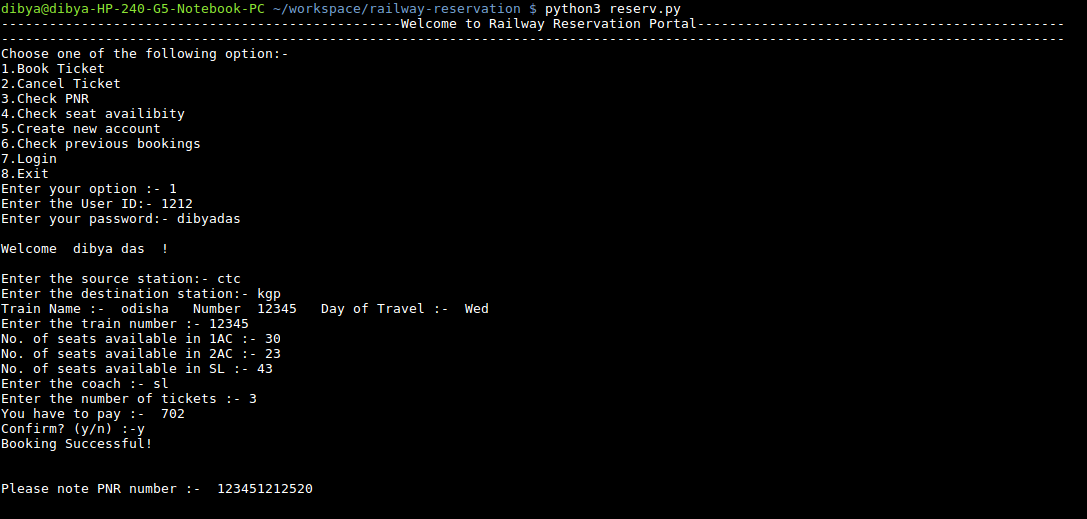 dibya@dibya-HP-240-G5-Notebook-PC ~/workspace/railway-reservation $ python3 reserv.py
--------------------------------------------------Welcome to Railway Reservation Portal----------------------------------------------
-------------------------------------------------------------------------------------------------------------------------------------
Choose one of the following option:-
1.Book Ticket
2.Cancel Ticket
3.Check PNR
4.Check seat availibity
5.Create new account
6.Check previous bookings
7.Login
8.Exit
Enter your option :- 1
Enter the User ID:- 1212
Enter your password:- dibyadas
Welcome  dibya das  !
Enter the source station:- ctc
Enter the destination station:- kgp
Train Name :-  odisha   Number  12345   Day of Travel :-  Wed
Enter the train number :- 12345
No. of seats available in 1AC :- 30
No. of seats available in 2AC :- 23
No. of seats available in SL :- 43
Enter the coach :- sl
Enter the number of tickets :- 3
You have to pay :-  702
Confirm? (y/n) :-y
Booking Successful!
Please note PNR number :-  123451212520